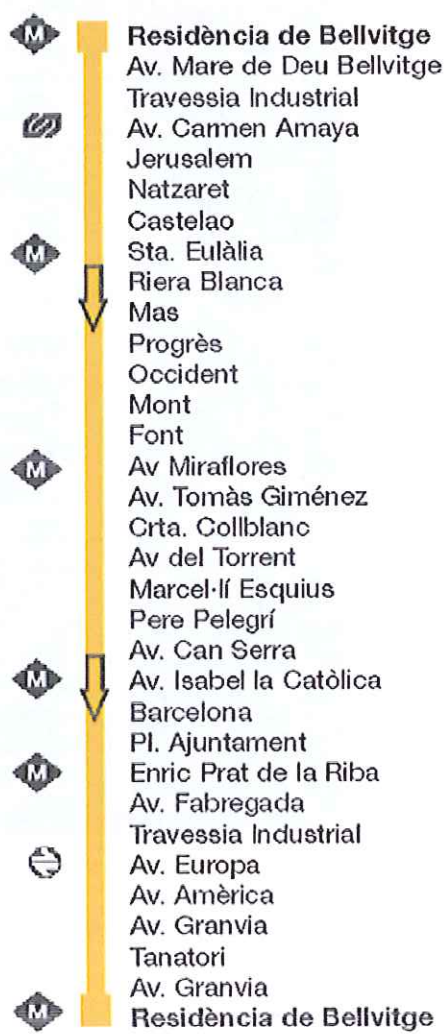 M Residència de Bellvitge
Av. Mare de Deu Bellvitge
Travessia Industrial
Av. Carmen Amaya
Jerusalem
Natzaret
Castelao
M Sta. Eulàlia
Riera Blanca
Mas
Progrès
Occident
Mont
Font
M Av Miraflores
Av. Tomàs Giménez
Crta. Collblanc
Av del Torrent
Marcel·lí Esquius
Pere Pelegrí
Av. Can Serra
M Av. Isabel la Catòlica
Barcelona
Pl. Ajuntament
M Enric Prat de la Riba
Av. Fabregada
Travessia Industrial
Av. Europa
Av. Amèrica
Av. Granvia
Tanatori
Av. Granvia
M Residència de Bellvitge